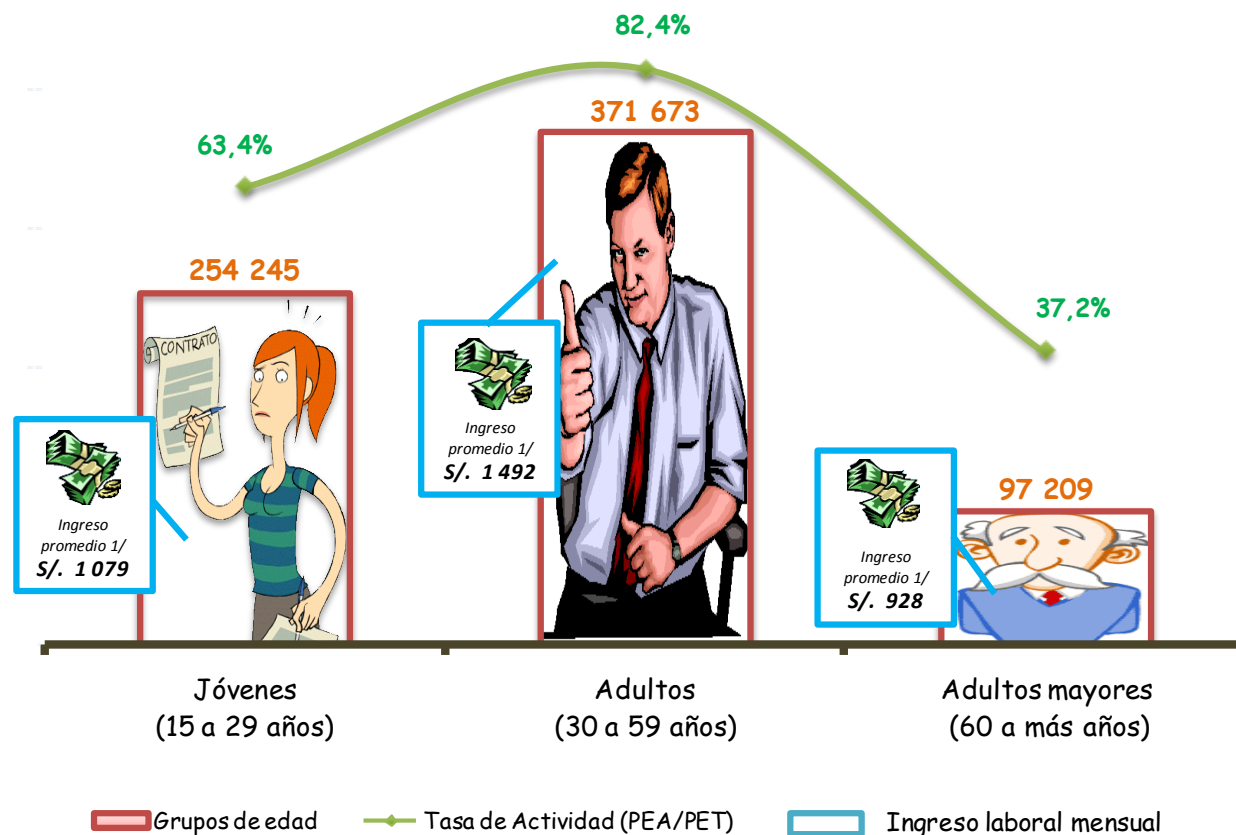 82,4%
371 673
63,4%
254 245
37,2%
97 209
CONTRATO
Ingreso
promedio 1/
S/. 1 079
Ingreso
promedio 1/
S/. 1 492
Ingreso
promedio 1/
S/. 928
Jóvenes
(15 a 29 años)
Adultos
(30 a 59 años)
Adultos mayores
(60 a más años)
Grupos de edad
Tasa de Actividad (PEA/PET)
Ingreso laboral mensual